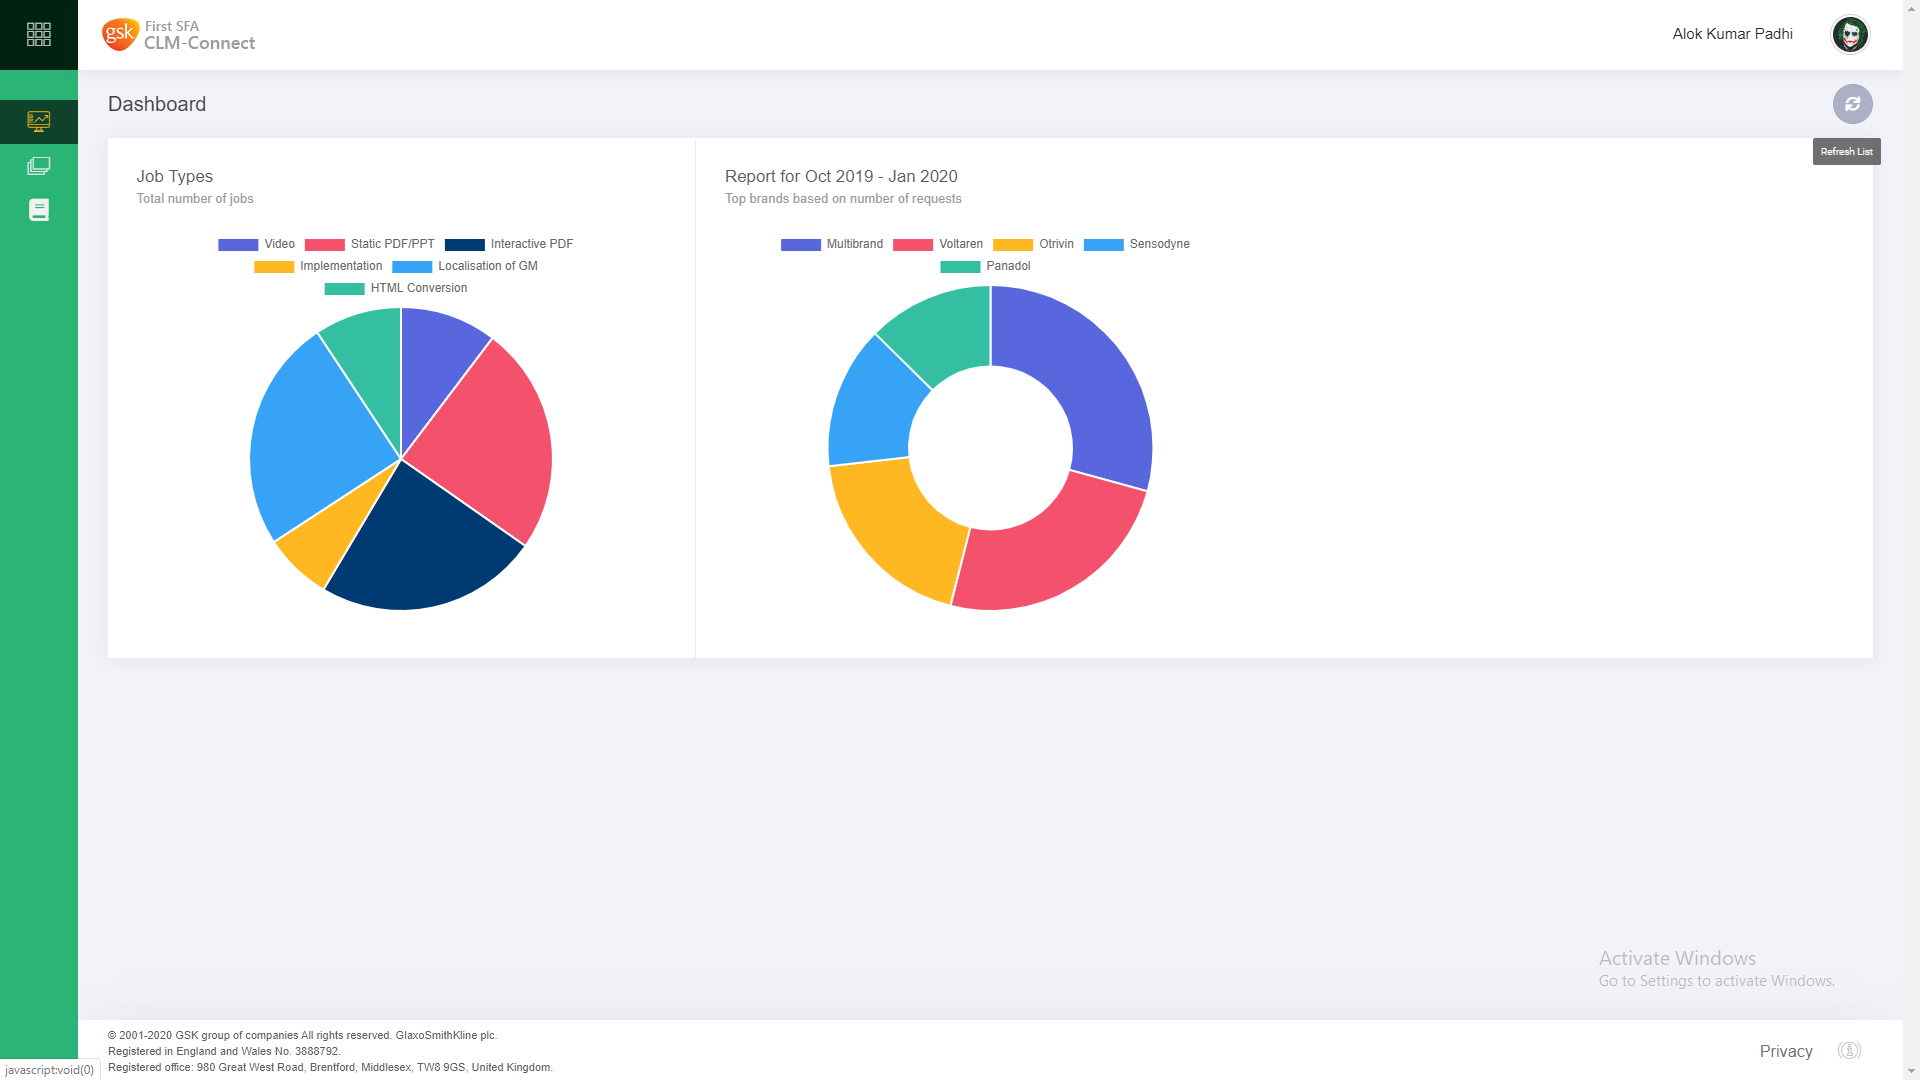 gsk
First SFA
CLM-Connect
Alok Kumar Padhi
Dashboard
Refresh List
Job Types
Total number of jobs
Video Static PDF/PPT Interactive PDF
Implementation Localisation of GM
HTML Conversion
Report for Oct 2019 - Jan 2020
Top brands based on number of requests
Multibrand Voltaren Otrivin Sensodyne
Panadol
Activate Windows
Go to Settings to activate Windows.
© 2001-2020 GSK group of companies All rights reserved. GlaxoSmithKline plc.
Registered in England and Wales No. 3888792.
Registered office: 980 Great West Road, Brentford, Middlesex, TW8 9GS, United Kingdom.
Privacy
javascript:void(0)